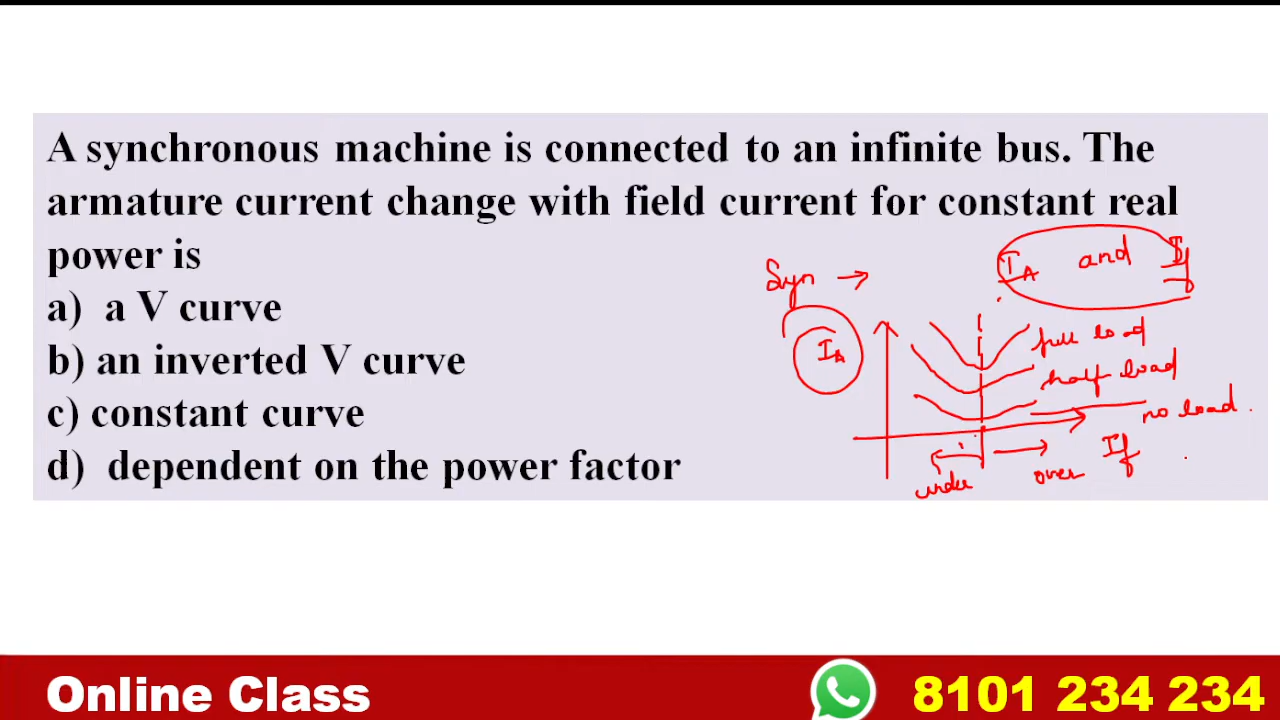 A synchronous machine is connected to an infinite bus. The
armature current change with field current for constant real
power is
a) a V curve
b) an inverted V curve
c) constant curve
d) dependent on the power factor
Syn →
IA and If
IA
full load
half load
no load.
If
under
over
Online Class
8101 234 234